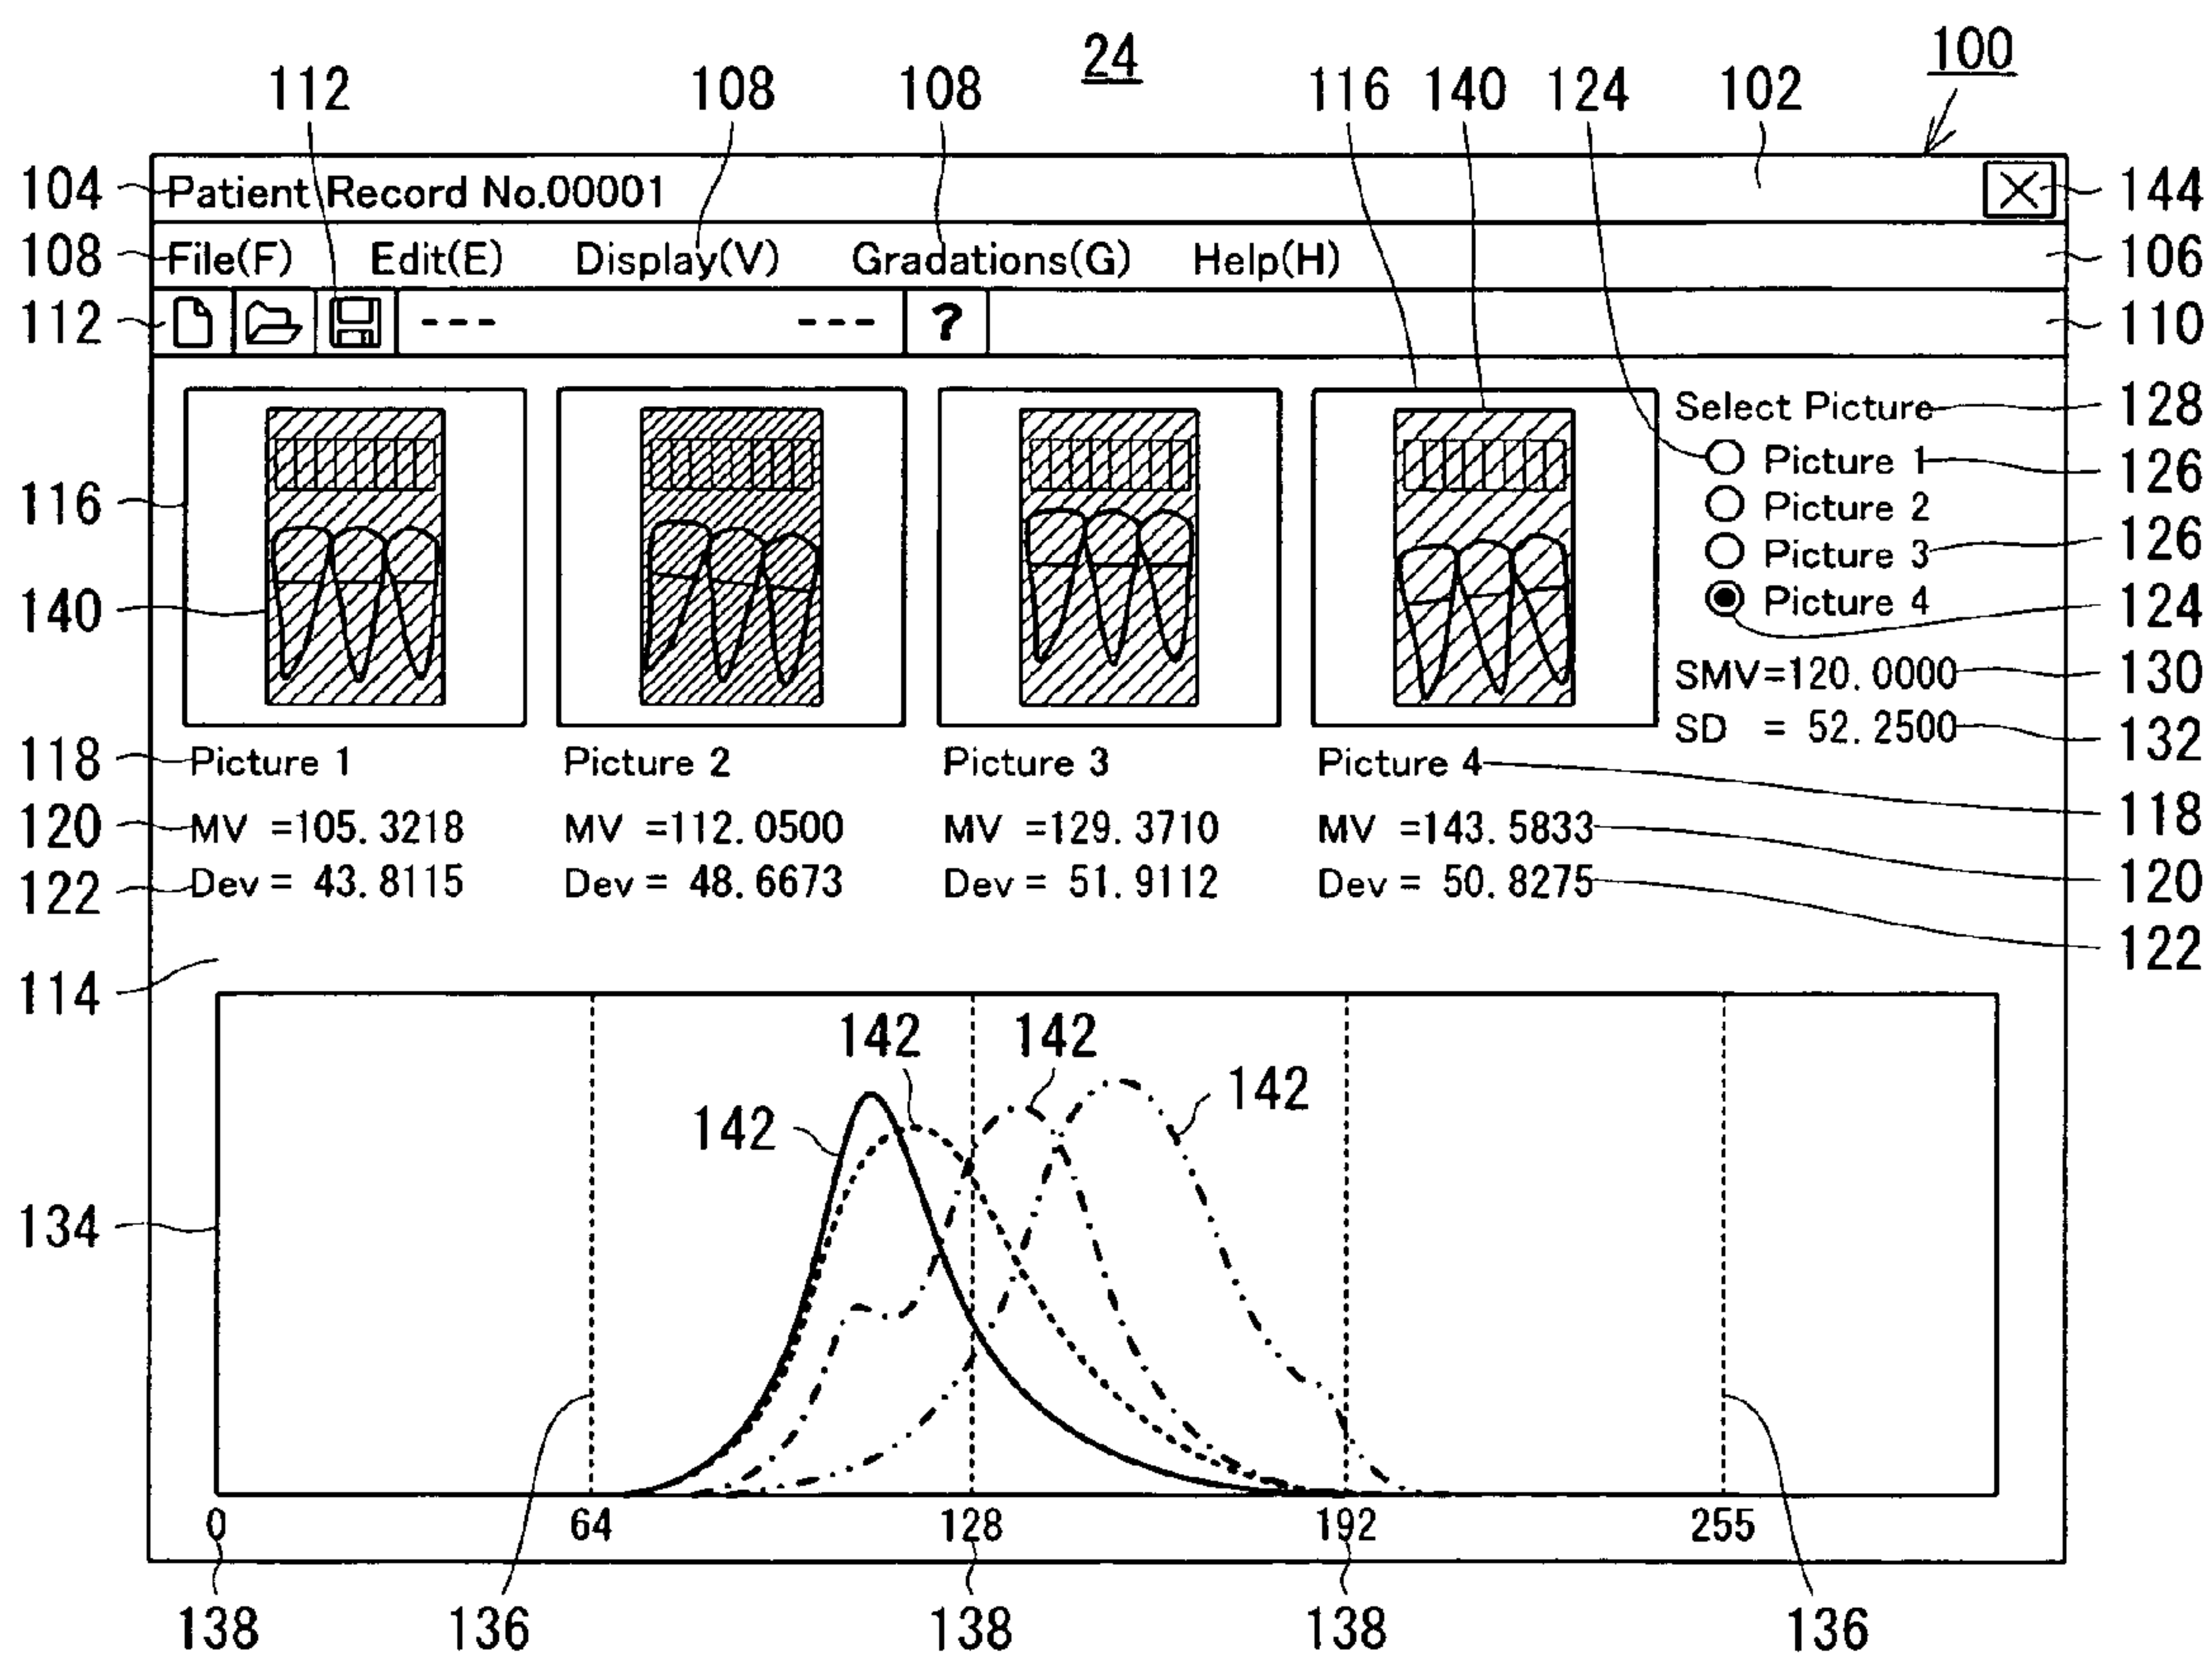 24
100
112 108 108 116 140 124 102
104 Patient Record No.00001 144
108 File(F) Edit(E) Display(V) Gradations(G) Help(H) 106
112 --- --- ? 110
Select Picture 128
Picture 1 126
116 Picture 2
Picture 3 126
140 Picture 4 124
SMV=120.0000 130
SD = 52.2500 132
118 Picture 1 Picture 2 Picture 3 Picture 4 118
120 MV =105.3218 MV =112.0500 MV =129.3710 MV =143.5833 120
122 Dev = 43.8115 Dev = 48.6673 Dev = 51.9112 Dev = 50.8275 122
114
142 142
142 142
134
0 64 128 192 255
138 136 138 138 136